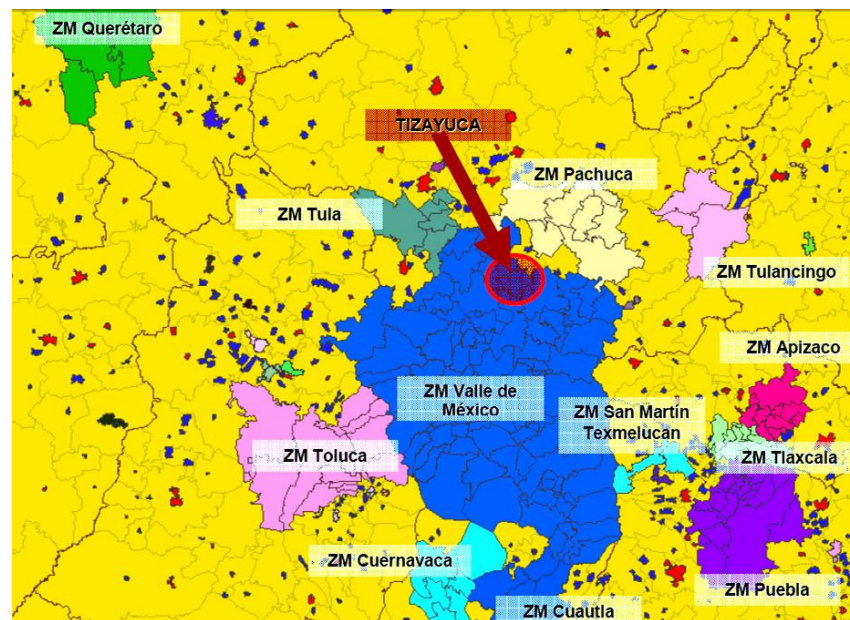 ZM Querétaro
TIZAYUCA
ZM Pachuca
ZM Tula
ZM Tulancingo
ZM Apizaco
ZM Valle de
México
ZM San Martín
Texmelucan
ZM Toluca
ZM Tlaxcala
ZM Cuernavaca
ZM Puebla
ZM Cuautla